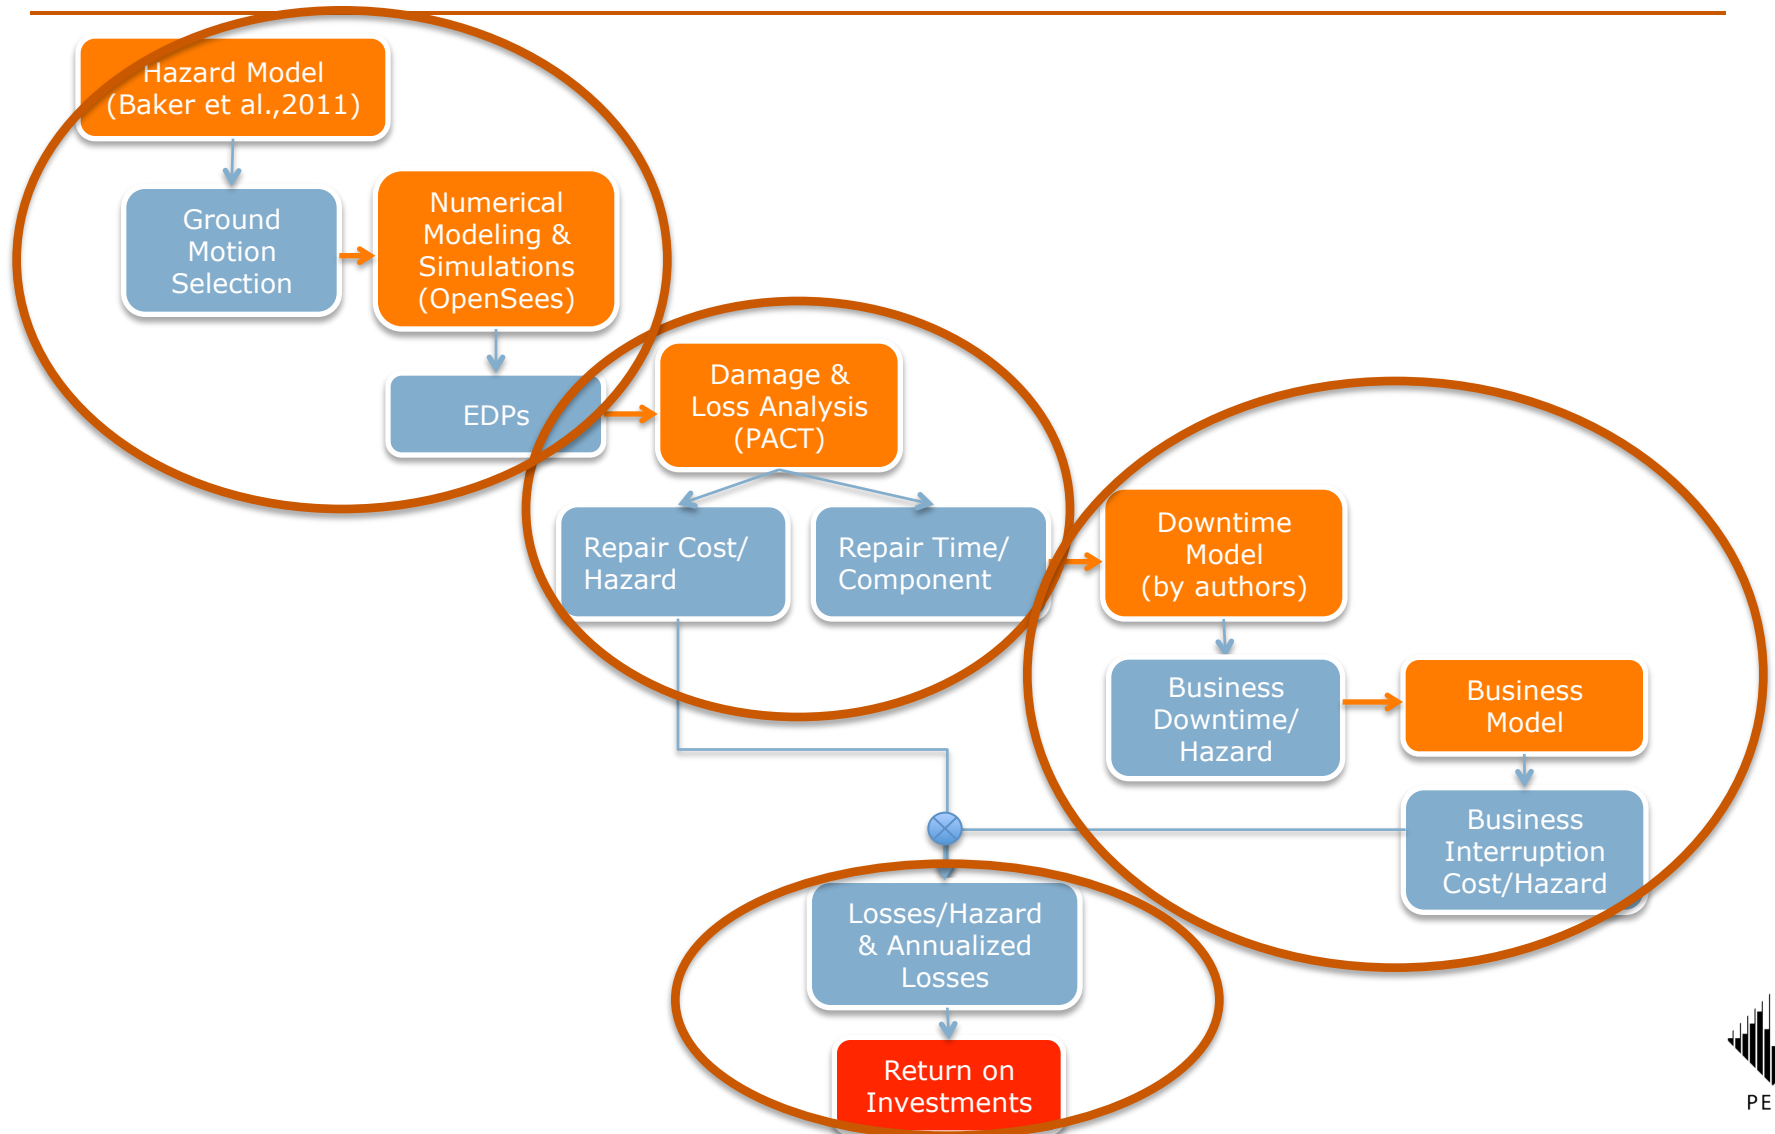 Hazard Model
(Baker et al.,2011)
Ground
Motion
Selection
Numerical
Modeling &
Simulations
(OpenSees)
EDPs
Damage &
Loss Analysis
(PACT)
Repair Cost/
Hazard
Repair Time/
Component
Downtime
Model
(by authors)
Business
Downtime/
Hazard
Business
Model
Business
Interruption
Cost/Hazard
Losses/Hazard
& Annualized
Losses
Return on
Investments
PE